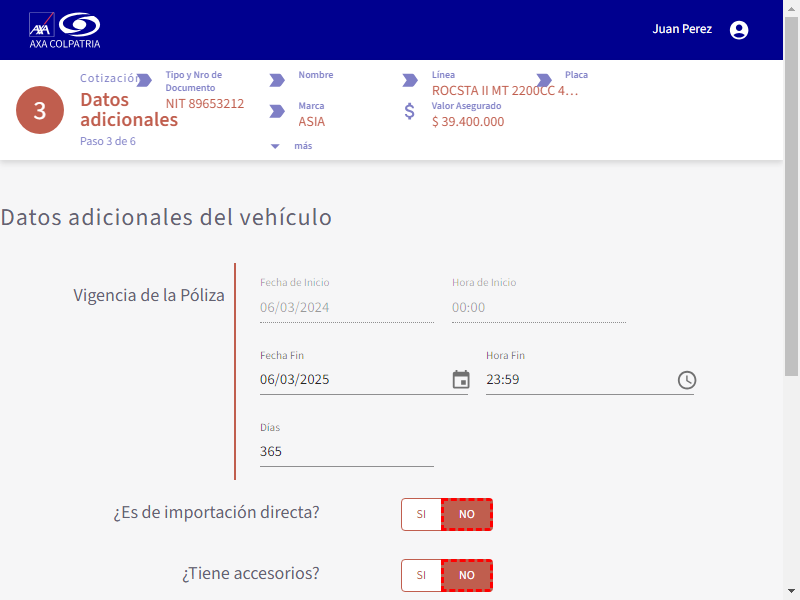 AXA
AXA COLPATRIA
Juan Perez
3
Cotización
Datos
adicionales
Paso 3 de 6
Tipo y Nro de
Documento
NIT 89653212
Nombre
Marca
ASIA
más
Línea
ROCSTA II MT 2200CC 4…
Valor Asegurado
$ 39.400.000
Placa
Datos adicionales del vehículo
Vigencia de la Póliza
Fecha de Inicio
06/03/2024
Hora de Inicio
00:00
Fecha Fin
06/03/2025
Hora Fin
23:59
Días
365
¿Es de importación directa?
SI
NO
¿Tiene accesorios?
SI
NO